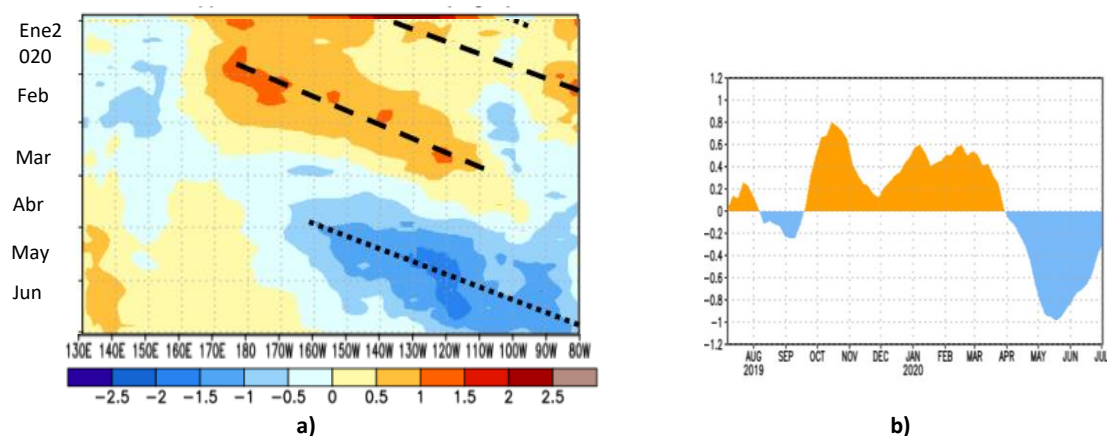 Ene2
020
Feb
Mar
Abr
May
Jun
130E 140E 150E 160E 170E 180 170W 160W 150W 140W 130W 120W 110W 100W 90W 80W
-2.5 -2 -1.5 -1 -0.5 0 0.5 1 1.5 2 2.5
a)
1.2
1
0.8
0.6
0.4
0.2
0
-0.2
-0.4
-0.6
-0.8
-1
-1.2
AUG SEP OCT NOV DEC JAN FEB MAR APR MAY JUN JUL
2019 2020
b)